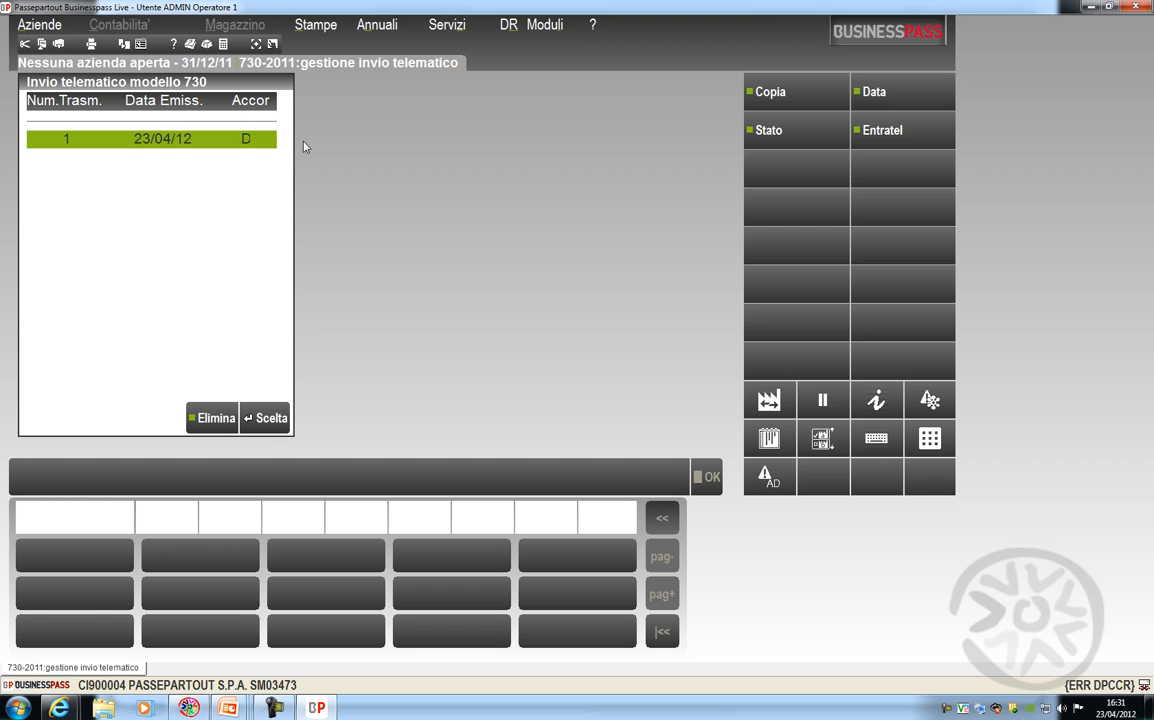 Passepartout Businesspass Live - Utente ADMIN Operatore 1
Aziende Contabilita' Magazzino Stampe Annuali Servizi DR Moduli ?
BUSINESSPASS
Nessuna azienda aperta - 31/12/11 730-2011:gestione invio telematico
Invio telematico modello 730
Num.Trasm. Data Emiss. Accor
1 23/04/12 D
Copia Data
Stato Entratel
Elimina Scelta
AD
OK
<<
pag-
pag+
|<<
730-2011:gestione invio telematico
BUSINESSPASS CI900004 PASSEPARTOUT S.P.A. SM03473 {ERR DPCCR}
16:31
23/04/2012